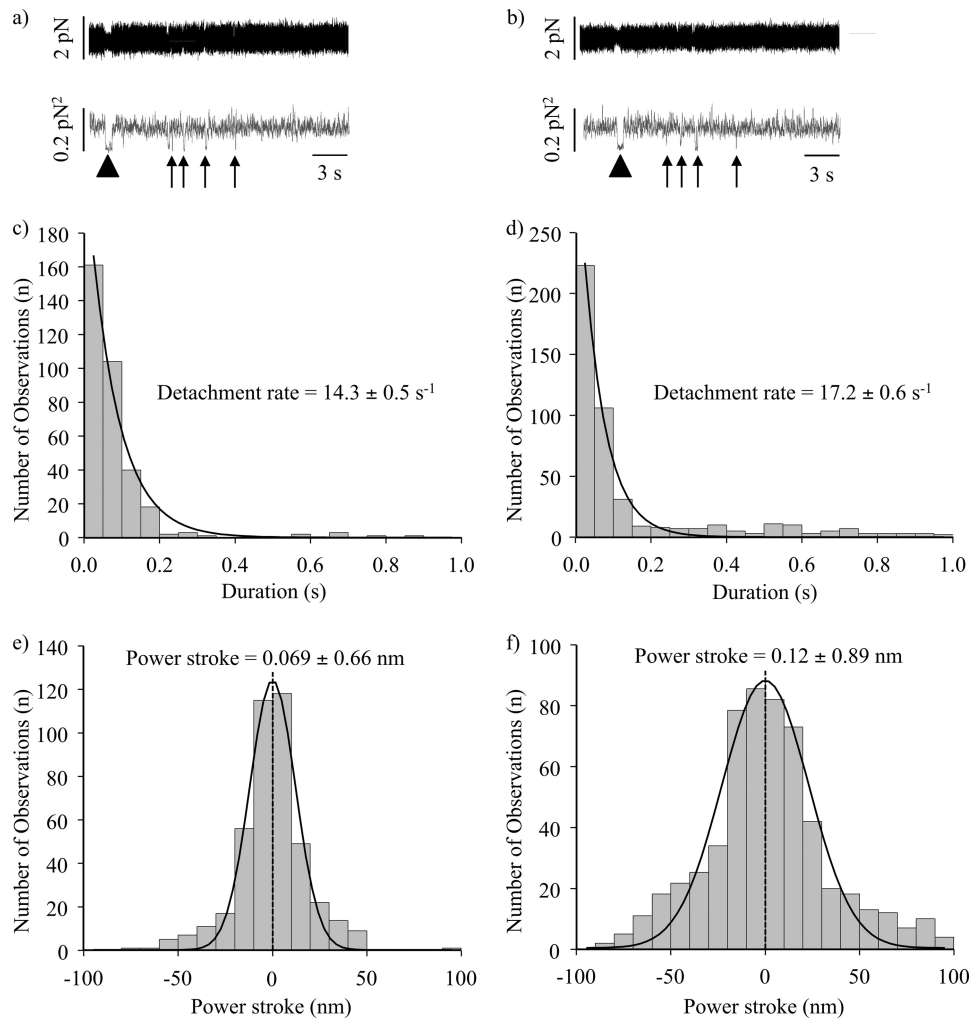 a)
2 pN
0.2 pN²
3 s
b)
2 pN
0.2 pN²
3 s
c)
Number of Observations (n)
180
160
140
120
100
80
60
40
20
0
Detachment rate = 14.3 ± 0.5 s⁻¹
0.0 0.2 0.4 0.6 0.8 1.0
Duration (s)
d)
Number of Observations (n)
250
200
150
100
50
0
Detachment rate = 17.2 ± 0.6 s⁻¹
0.0 0.2 0.4 0.6 0.8 1.0
Duration (s)
e)
Number of Observations (n)
140
120
100
80
60
40
20
0
Power stroke = 0.069 ± 0.66 nm
-100 -50 0 50 100
Power stroke (nm)
f)
Number of Observations (n)
100
80
60
40
20
0
Power stroke = 0.12 ± 0.89 nm
-100 -50 0 50 100
Power stroke (nm)